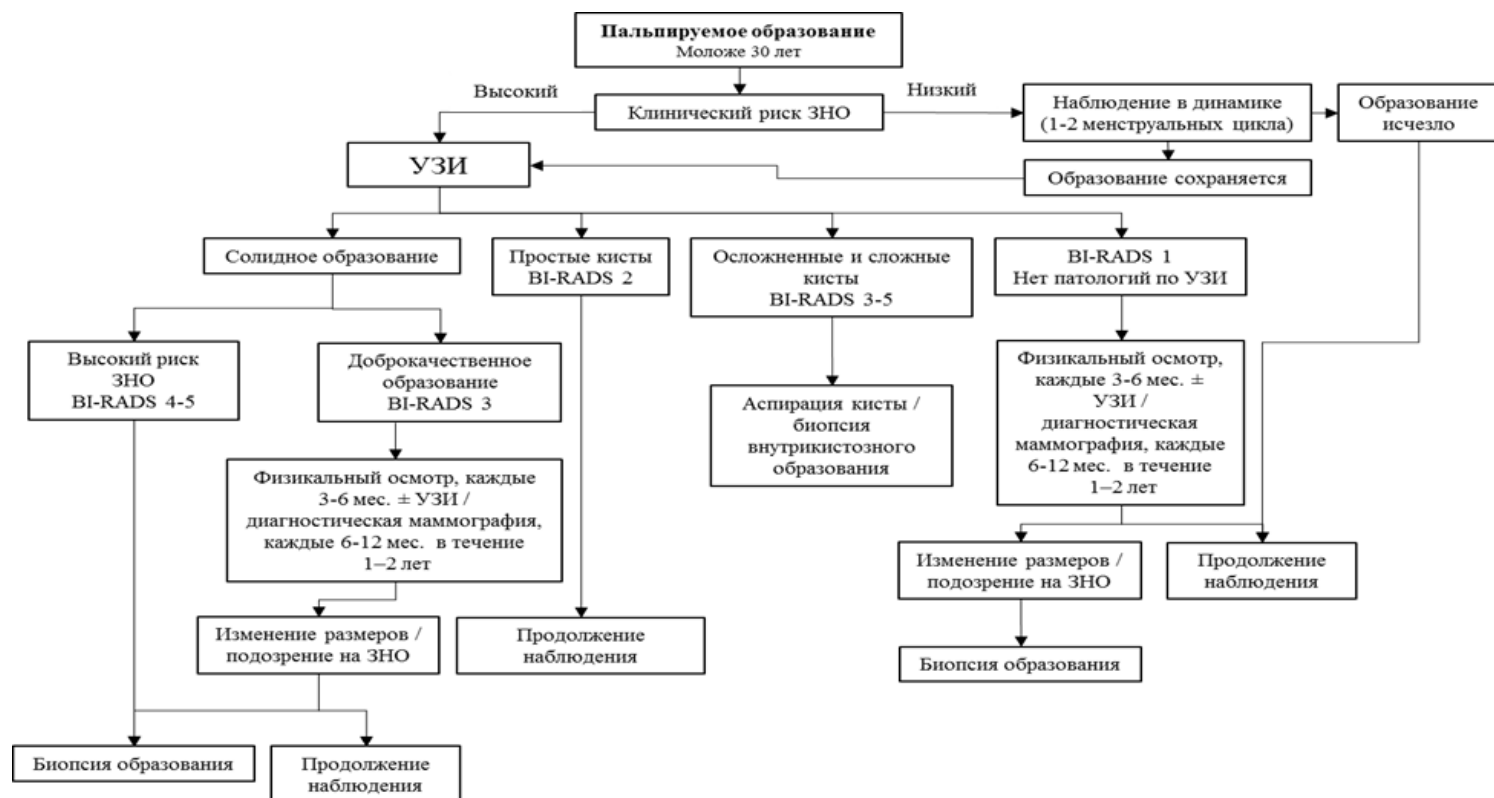 Пальпируемое образование
Моложе 30 лет
Высокий
Низкий
Клинический риск ЗНО
Наблюдение в динамике
(1-2 менструальных цикла)
Образование
исчезло
УЗИ
Образование сохраняется
Солидное образование
Простые кисты
BI-RADS 2
Осложненные и сложные
кисты
BI-RADS 3-5
BI-RADS 1
Нет патологий по УЗИ
Высокий риск
ЗНО
BI-RADS 4-5
Доброкачественное
образование
BI-RADS 3
Аспирация кисты /
биопсия
внутрикистозного
образования
Физикальный осмотр,
каждые 3-6 мес. ±
УЗИ /
диагностическая
маммография, каждые
6-12 мес. в течение
1–2 лет
Физикальный осмотр, каждые
3-6 мес. ± УЗИ /
диагностическая маммография,
каждые 6-12 мес. в течение
1–2 лет
Изменение размеров /
подозрение на ЗНО
Продолжение
наблюдения
Изменение размеров /
подозрение на ЗНО
Продолжение
наблюдения
Биопсия образования
Биопсия образования
Продолжение
наблюдения